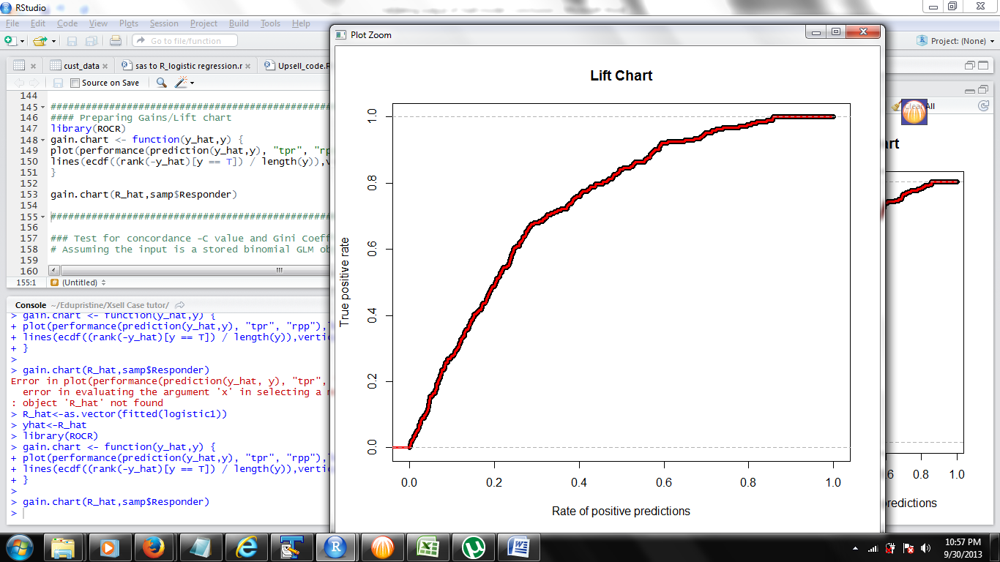 RStudio
File Edit Code View Plots Session Project Build Tools Help
Go to file/function
Project: (None)
cust_data
sas to R_logistic regression.r
Upsell_code.R
Source on Save
144
145 ################################################
146 #### Preparing Gains/Lift chart
147 library(ROCR)
148 gain.chart <- function(y_hat,y) {
149 plot(performance(prediction(y_hat,y), "tpr", "rp
150 lines(ecdf((rank(-y_hat)[y == T]) / length(y)),v
151 }
152
153 gain.chart(R_hat,samp$Responder)
154
155 ################################################
156
157 ### Test for concordance -C value and Gini Coeff
158 # Assuming the input is a stored binomial GLM ob
159
160
155:1 (Untitled)
Console ~/Edupristine/Xsell Case tutor/
> gain.chart <- function(y_hat,y) {
+ plot(performance(prediction(y_hat,y), "tpr", "rpp"),
+ lines(ecdf((rank(-y_hat)[y == T]) / length(y)),vertic
+ }
>
> gain.chart(R_hat,samp$Responder)
Error in plot(performance(prediction(y_hat, y), "tpr",
error in evaluating the argument 'x' in selecting a
: object 'R_hat' not found
> R_hat<-as.vector(fitted(logistic1))
> yhat<-R_hat
> library(ROCR)
> gain.chart <- function(y_hat,y) {
+ plot(performance(prediction(y_hat,y), "tpr", "rpp"),
+ lines(ecdf((rank(-y_hat)[y == T]) / length(y)),vertic
+ }
>
> gain.chart(R_hat,samp$Responder)
>
Plot Zoom
Lift Chart
True positive rate
1.0
0.8
0.6
0.4
0.2
0.0
0.0 0.2 0.4 0.6 0.8 1.0
Rate of positive predictions
All
art
6 0.8 1.0
predictions
10:57 PM
9/30/2013